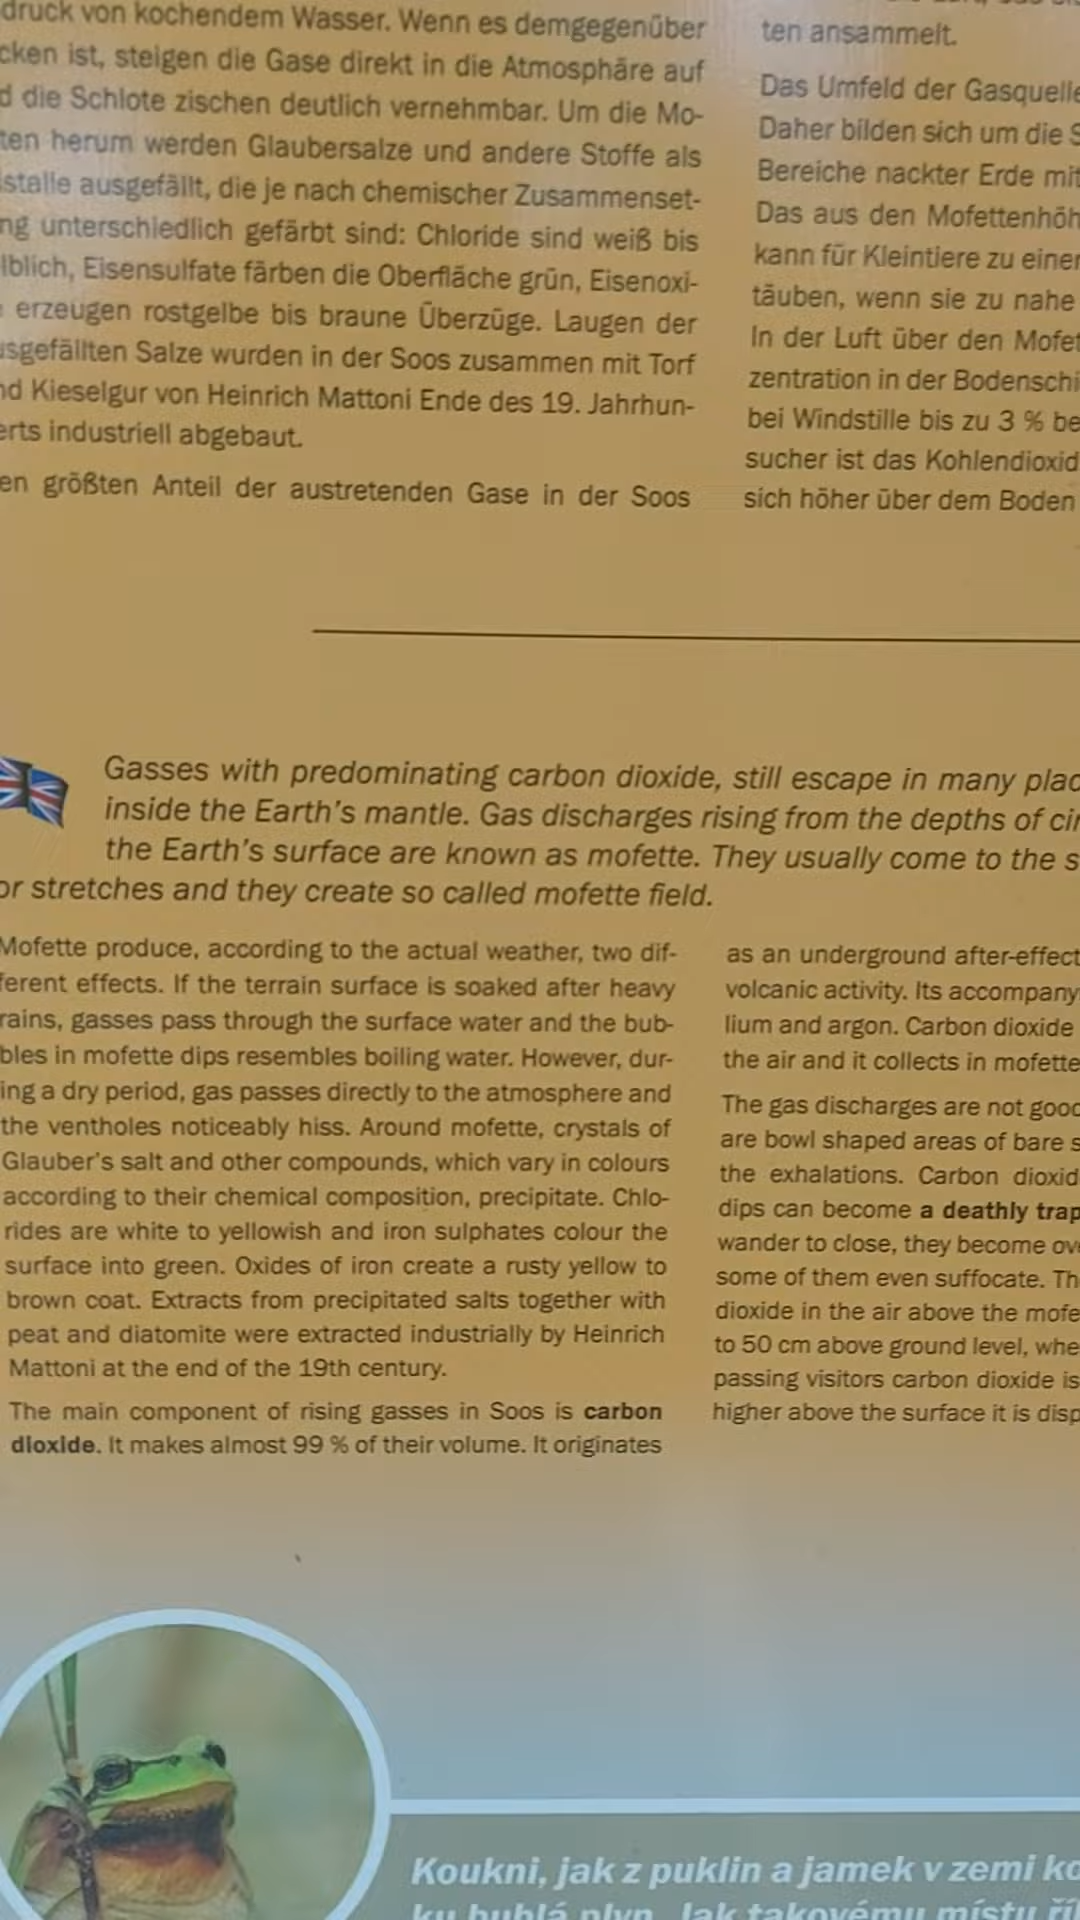 druck von kochendem Wasser. Wenn es demgegenüber
cken ist, steigen die Gase direkt in die Atmosphäre auf
d die Schlote zischen deutlich vernehmbar. Um die Mo-
ten herum werden Glaubersalze und andere Stoffe als
istalle ausgefällt, die je nach chemischer Zusammenset-
ng unterschiedlich gefärbt sind: Chloride sind weiß bis
lblich, Eisensulfate färben die Oberfläche grün, Eisenoxi-
erzeugen rostgelbe bis braune Überzüge. Laugen der
usgefällten Salze wurden in der Soos zusammen mit Torf
nd Kieselgur von Heinrich Mattoni Ende des 19. Jahrhun-
erts industriell abgebaut.
en größten Anteil der austretenden Gase in der Soos
ten ansammelt.
Das Umfeld der Gasquelle
Daher bilden sich um die S
Bereiche nackter Erde mit
Das aus den Mofettenhöh
kann für Kleintiere zu einer
täuben, wenn sie zu nahe
In der Luft über den Mofet
zentration in der Bodenschi
bei Windstille bis zu 3 % be
sucher ist das Kohlendioxid
sich höher über dem Boden
Gasses with predominating carbon dioxide, still escape in many plac
inside the Earth's mantle. Gas discharges rising from the depths of cir
the Earth's surface are known as mofette. They usually come to the s
or stretches and they create so called mofette field.
Mofette produce, according to the actual weather, two dif-
ferent effects. If the terrain surface is soaked after heavy
rains, gasses pass through the surface water and the bub-
bles in mofette dips resembles boiling water. However, dur-
ing a dry period, gas passes directly to the atmosphere and
the ventholes noticeably hiss. Around mofette, crystals of
Glauber's salt and other compounds, which vary in colours
according to their chemical composition, precipitate. Chlo-
rides are white to yellowish and iron sulphates colour the
surface into green. Oxides of iron create a rusty yellow to
brown coat. Extracts from precipitated salts together with
peat and diatomite were extracted industrially by Heinrich
Mattoni at the end of the 19th century.
The main component of rising gasses in Soos is carbon
dioxide. It makes almost 99 % of their volume. It originates
as an underground after-effect
volcanic activity. Its accompany
lium and argon. Carbon dioxide
the air and it collects in mofette
The gas discharges are not good
are bowl shaped areas of bare s
the exhalations. Carbon dioxid
dips can become a deathly trap
wander to close, they become ove
some of them even suffocate. Th
dioxide in the air above the mofe
to 50 cm above ground level, whe
passing visitors carbon dioxide is
higher above the surface it is disp
Koukni, jak z puklin a jamek v zemi ko
ku bublá plyn. Jak takovému místu ří